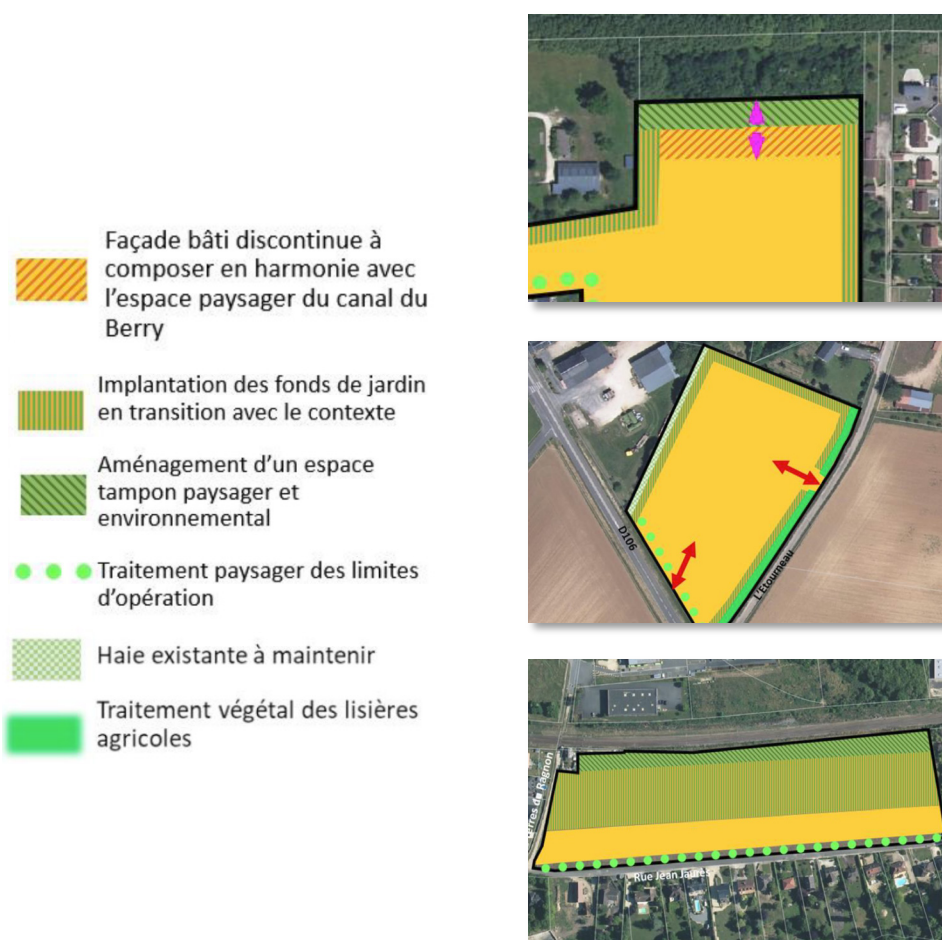 Façade bâti discontinue à
composer en harmonie avec
l'espace paysager du canal du
Berry
Implantation des fonds de jardin
en transition avec le contexte
Aménagement d'un espace
tampon paysager et
environnemental
Traitement paysager des limites
d'opération
Haie existante à maintenir
Traitement végétal des lisières
agricoles
D106
L'Etourneau
du Ragnon
Rue Jean Jaurès